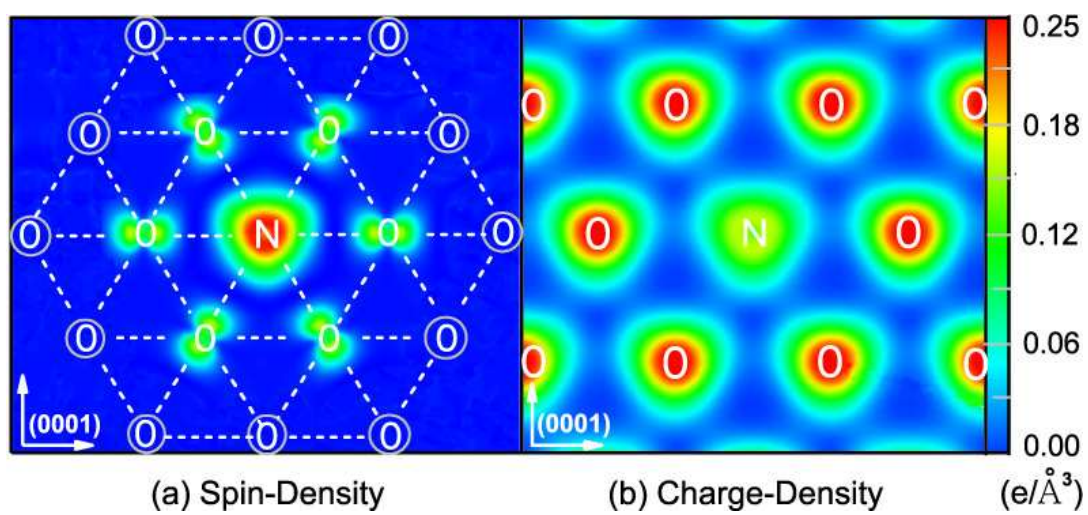 O O O
O O O O
O O N O O
O O O O
O O O
(0001)
O O O O
O N O
O O O O
(0001)
0.25
0.18
0.12
0.06
0.00
(a) Spin-Density
(b) Charge-Density
(e/Å³)